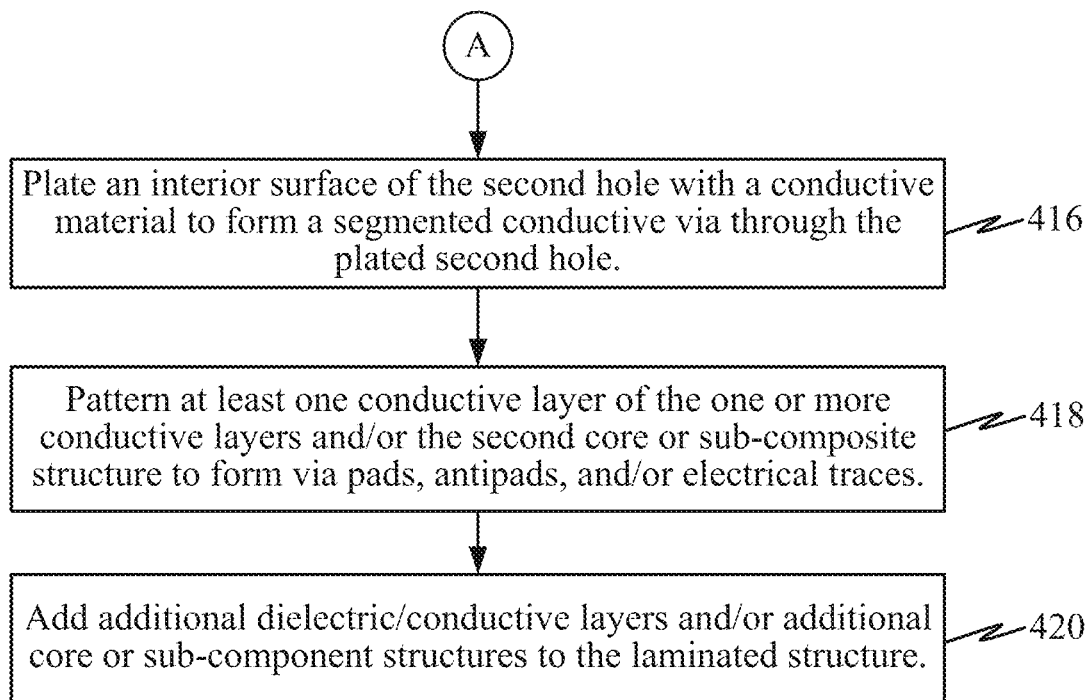 A
Plate an interior surface of the second hole with a conductive
material to form a segmented conductive via through the
plated second hole.
416
Pattern at least one conductive layer of the one or more
conductive layers and/or the second core or sub-composite
structure to form via pads, antipads, and/or electrical traces.
418
Add additional dielectric/conductive layers and/or additional
core or sub-component structures to the laminated structure.
420